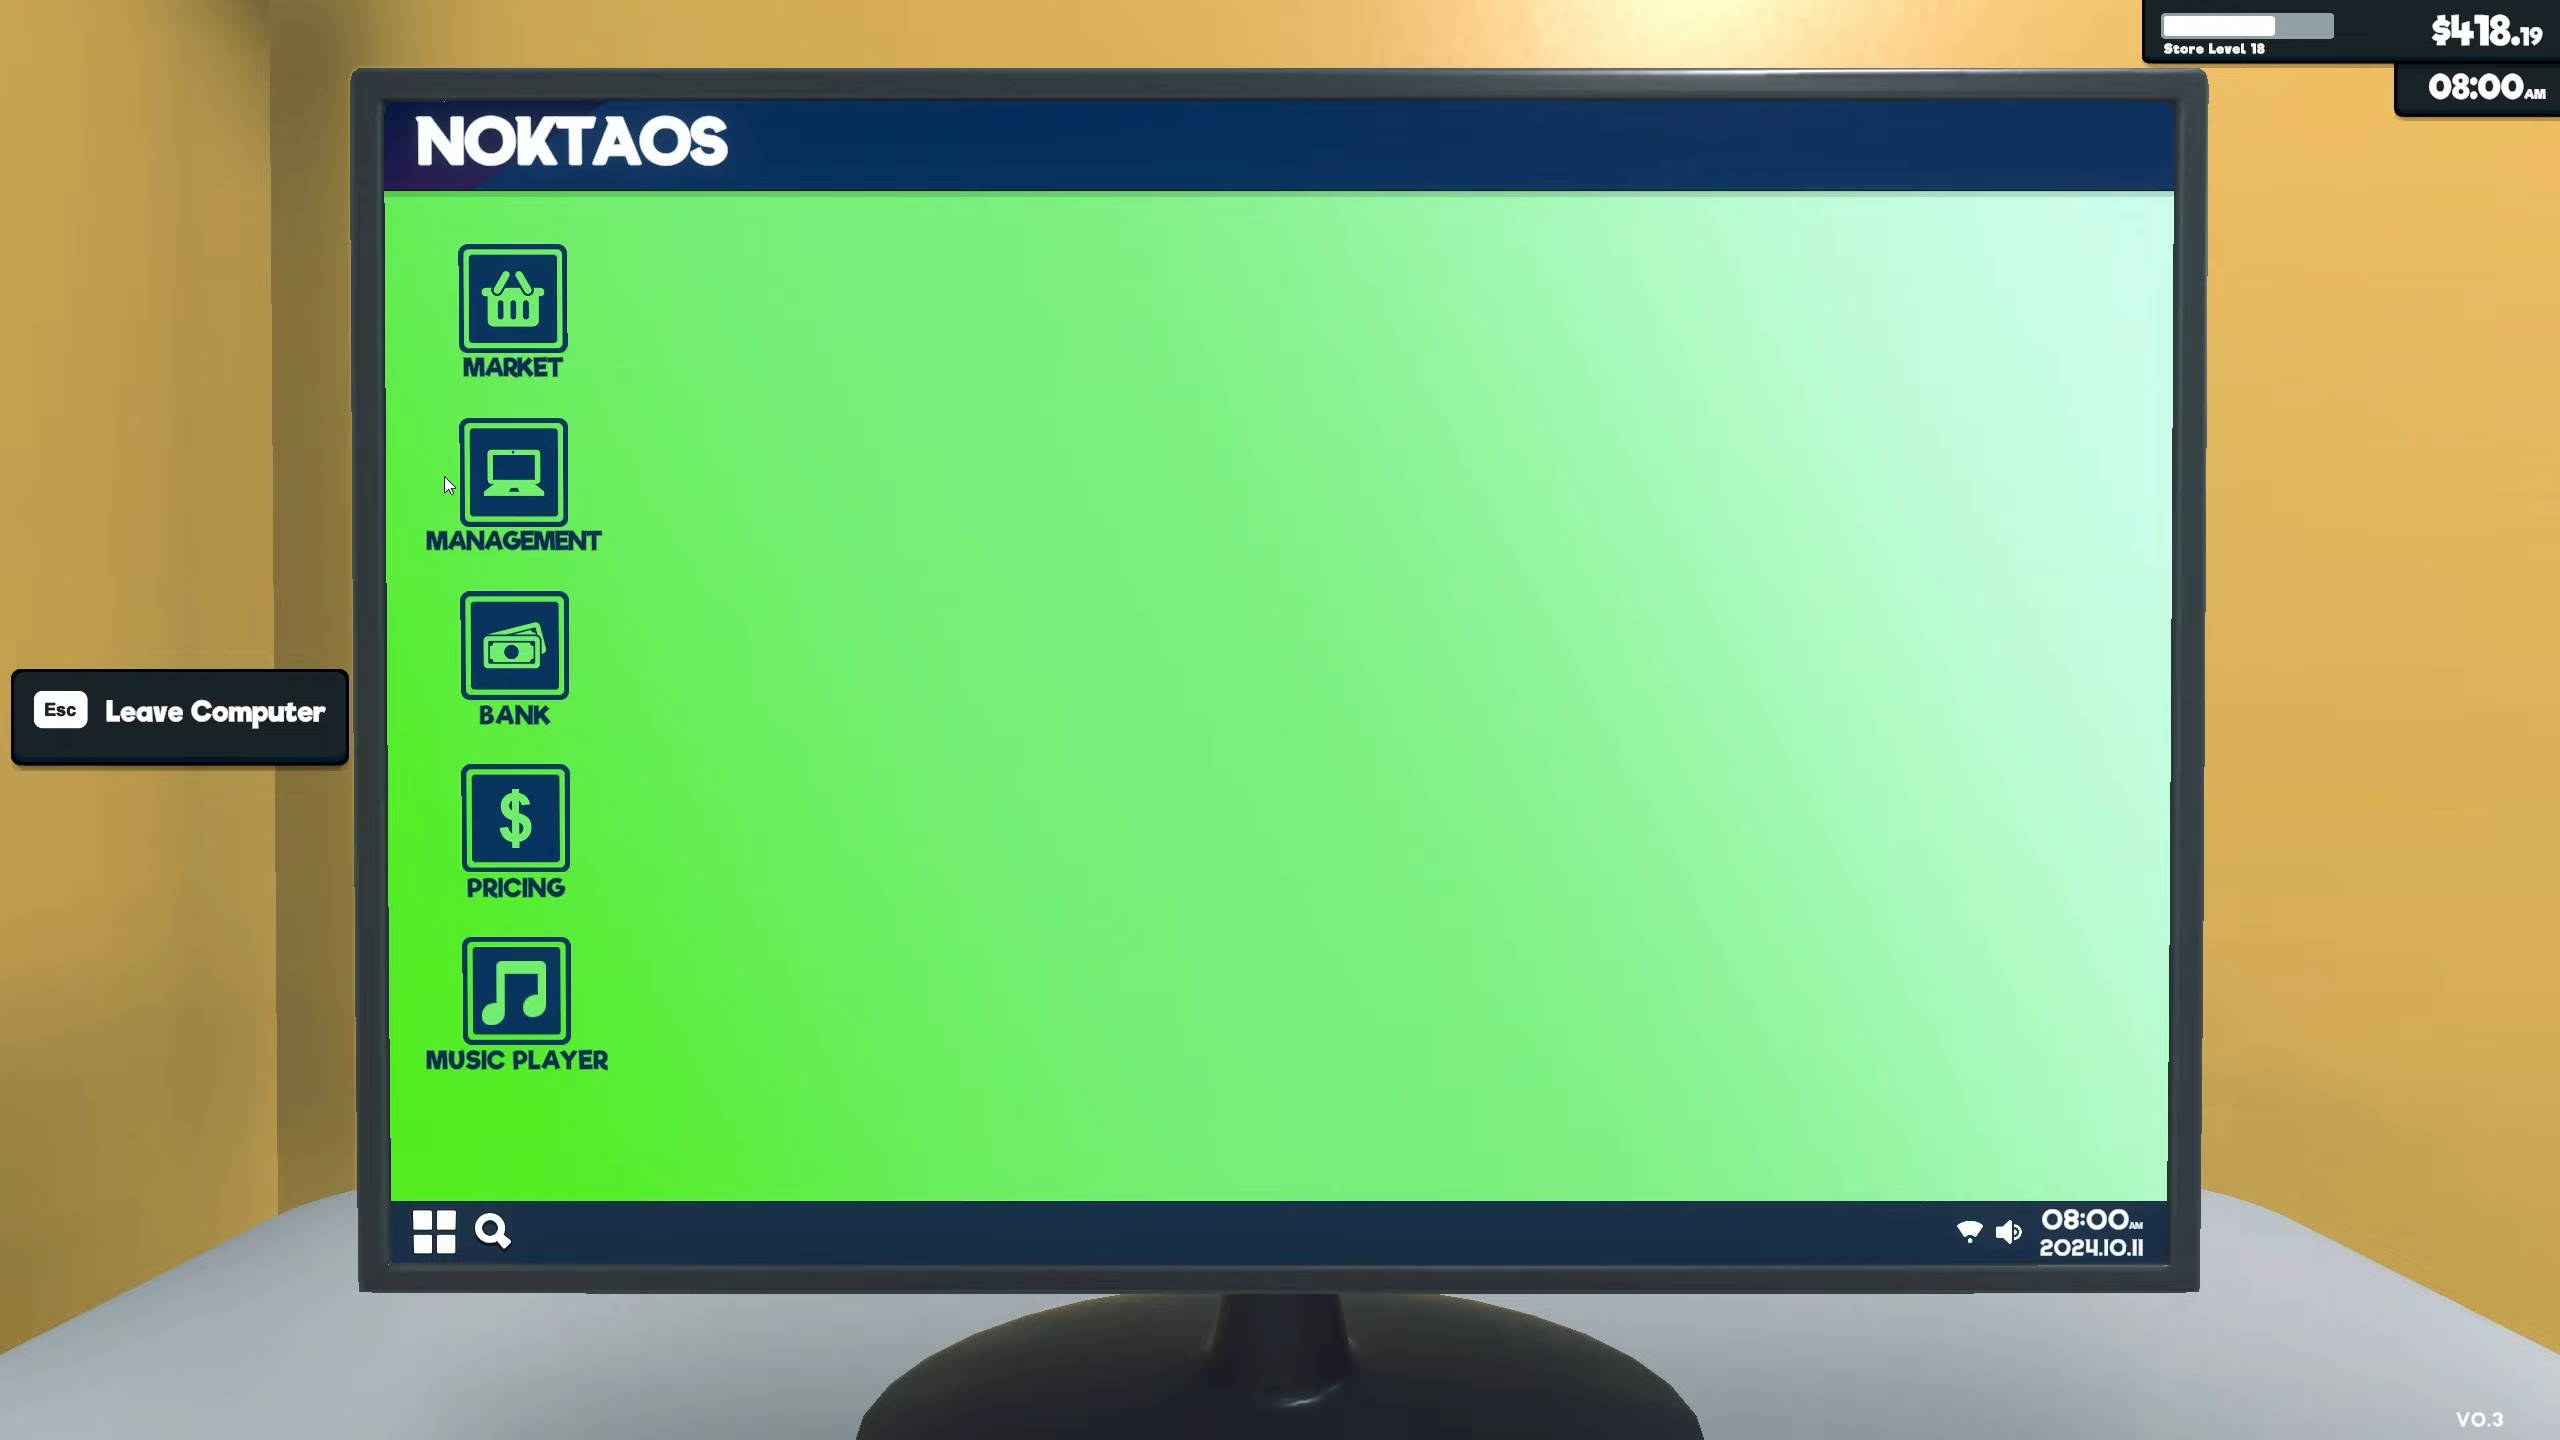 $418.19
Store Level 18
08:00AM
NOKTAOS
MARKET
MANAGEMENT
BANK
Esc Leave Computer
$
PRICING
MUSIC PLAYER
08:00AM
2024.10.11
V0.3